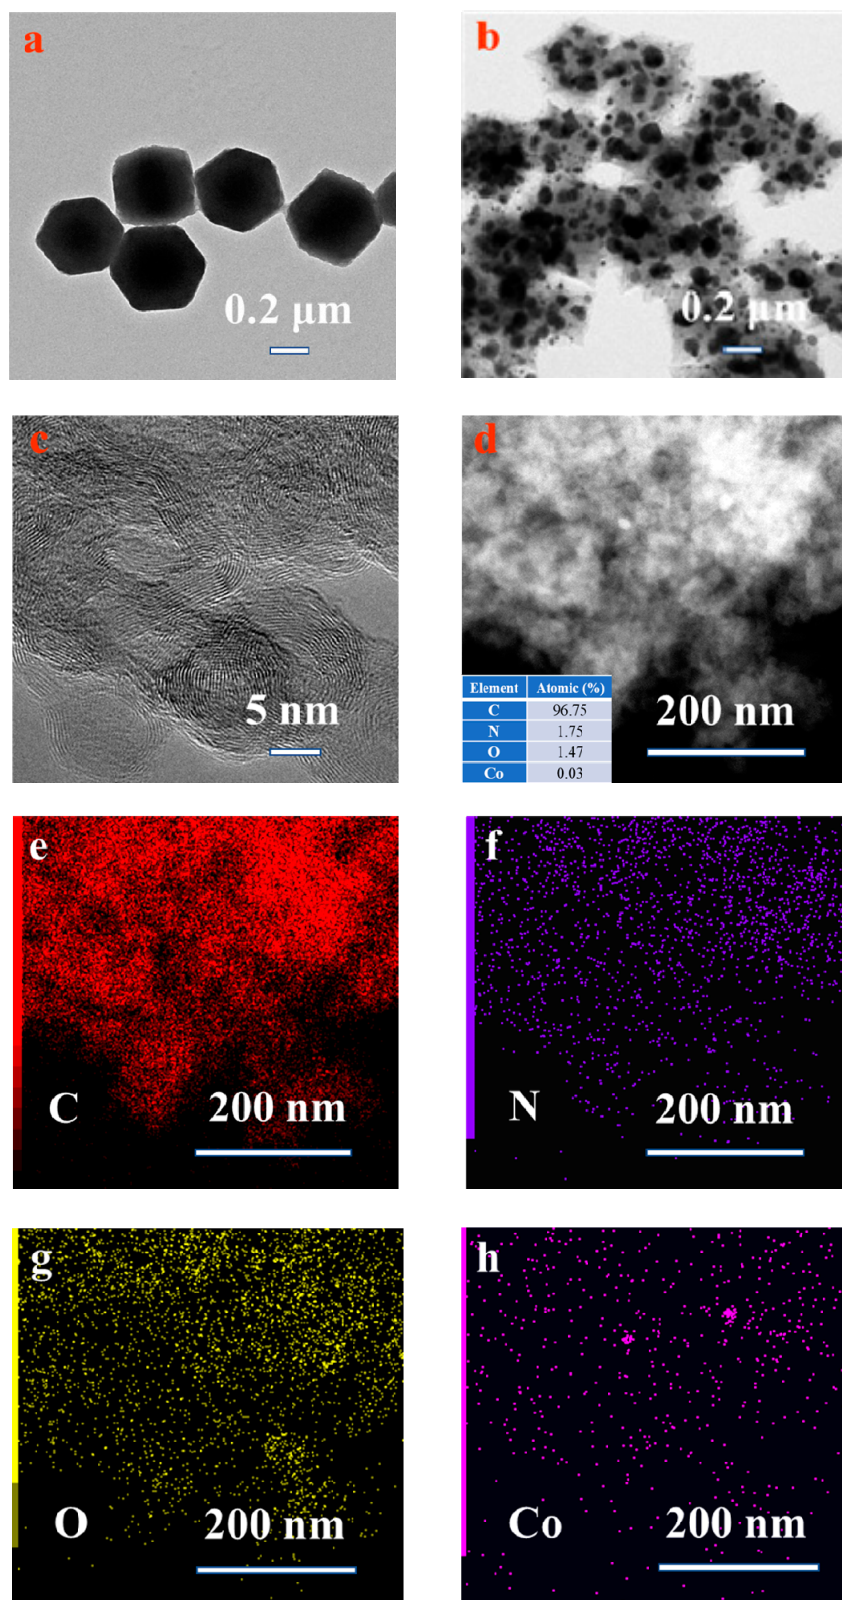 a
0.2 μm
b
0.2 μm
c
5 nm
d
Element Atomic (%)
C 96.75
N 1.75
O 1.47
Co 0.03
200 nm
e
C
200 nm
f
N
200 nm
g
O
200 nm
h
Co
200 nm